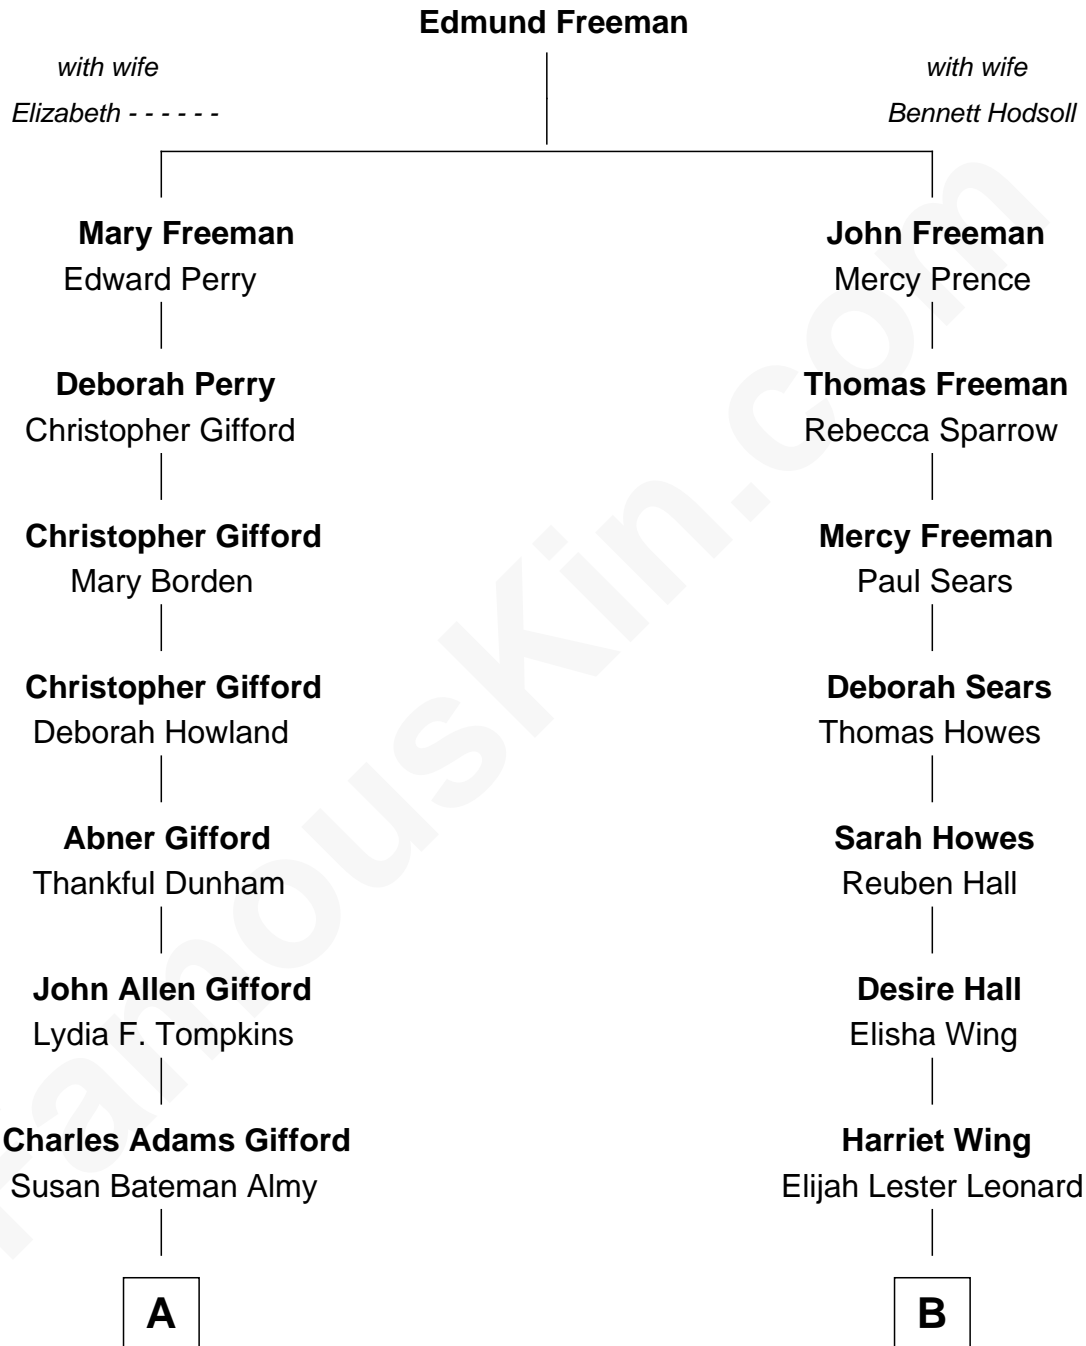 Edmund Freeman
with wife
Elizabeth - - - - - -
with wife
Bennett Hodsoll
Mary Freeman
Edward Perry
John Freeman
Mercy Prence
Deborah Perry
Christopher Gifford
Thomas Freeman
Rebecca Sparrow
Christopher Gifford
Mary Borden
Mercy Freeman
Paul Sears
Christopher Gifford
Deborah Howland
Deborah Sears
Thomas Howes
Abner Gifford
Thankful Dunham
Sarah Howes
Reuben Hall
John Allen Gifford
Lydia F. Tompkins
Desire Hall
Elisha Wing
Charles Adams Gifford
Susan Bateman Almy
Harriet Wing
Elijah Lester Leonard
A
B
FamousKin.com